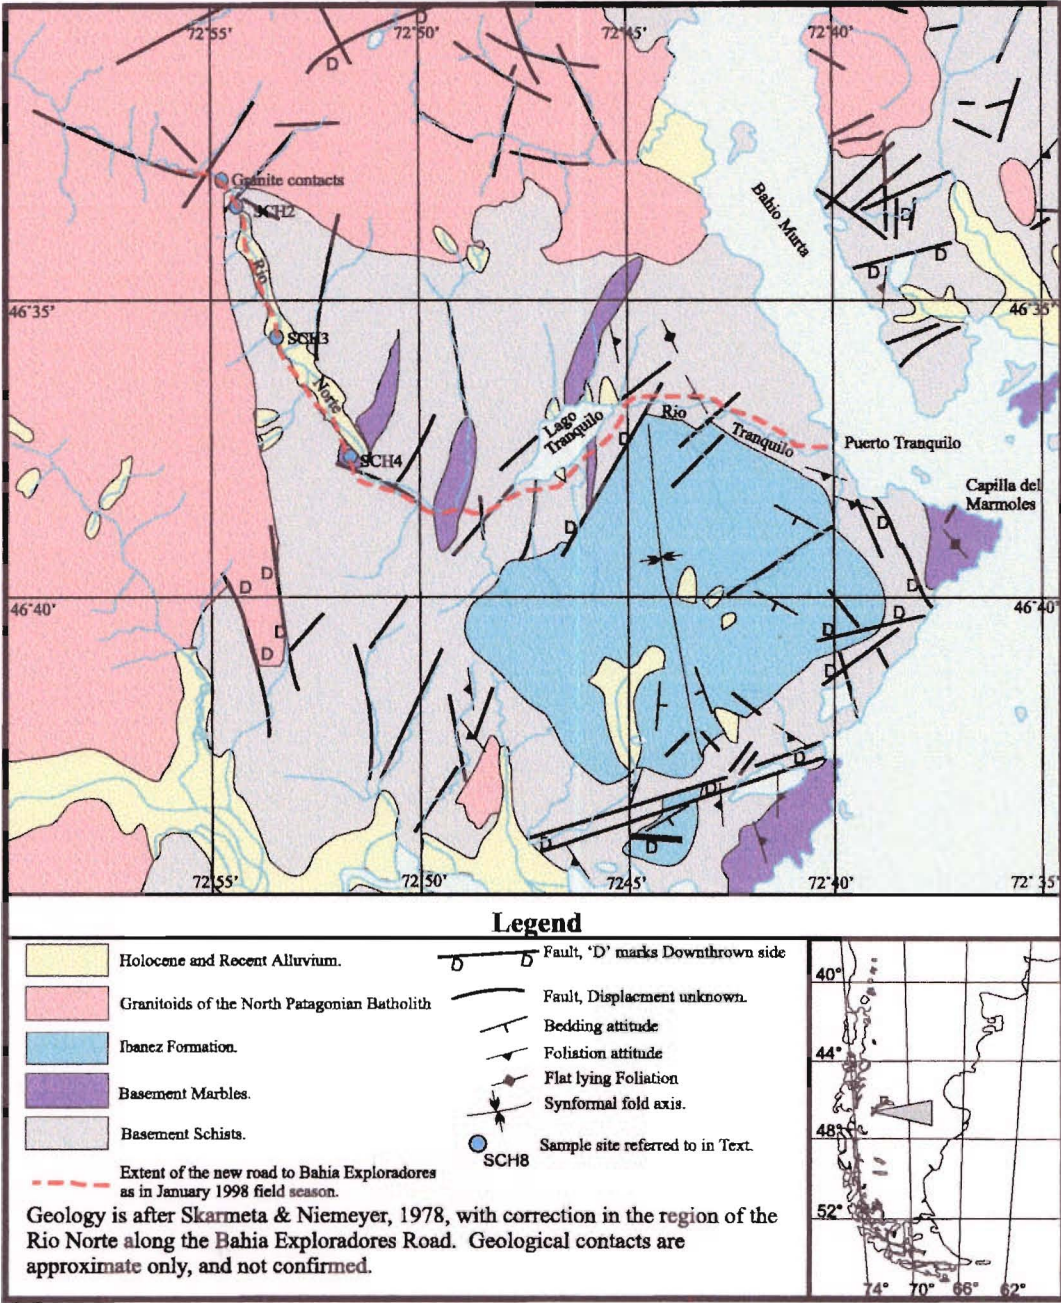 72°55' 72°50' 72°45' 72°40'
D
D
Granite contacts
SCH2
Bahio Murta
D
D
D
Rio
46°35' 46°35'
SCH3
Norte
Lago
Tranquilo
Rio
D
Tranquilo
Puerto Tranquilo
SCH4
Capilla del
Marmoles
D
D
D
D
D
46°40' 46°40'
D
D
D
D
D
D
D
D
D
72°55' 72°50' 7245' 72°40' 72°35'
Legend
Holocene and Recent Alluvium.
Granitoids of the North Patagonian Batholith
Ibanez Formation.
Basement Marbles.
Basement Schists.
Extent of the new road to Bahia Exploradores
as in January 1998 field season.
D D Fault, 'D' marks Downthrown side
Fault, Displacment unknown.
Bedding attitude
Foliation attitude
Flat lying Foliation
Synformal fold axis.
Sample site referred to in Text.
SCH8
Geology is after Skarmeta & Niemeyer, 1978, with correction in the region of the
Rio Norte along the Bahia Exploradores Road. Geological contacts are
approximate only, and not confirmed.
40°
44°
48°
52°
74° 70° 66° 62°